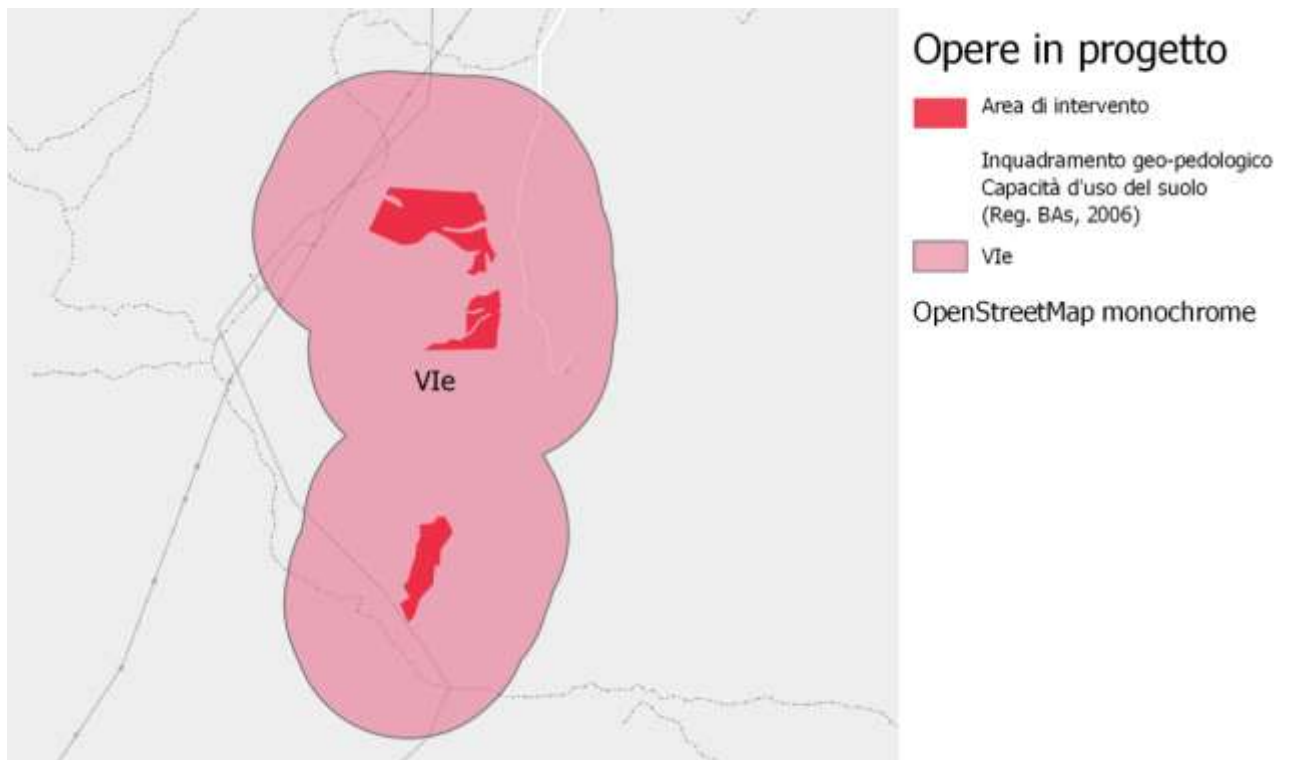 Opere in progetto
Area di intervento
Inquadramento geo-pedologico
Capacità d'uso del suolo
(Reg. BAs, 2006)
VIe
OpenStreetMap monochrome
VIe